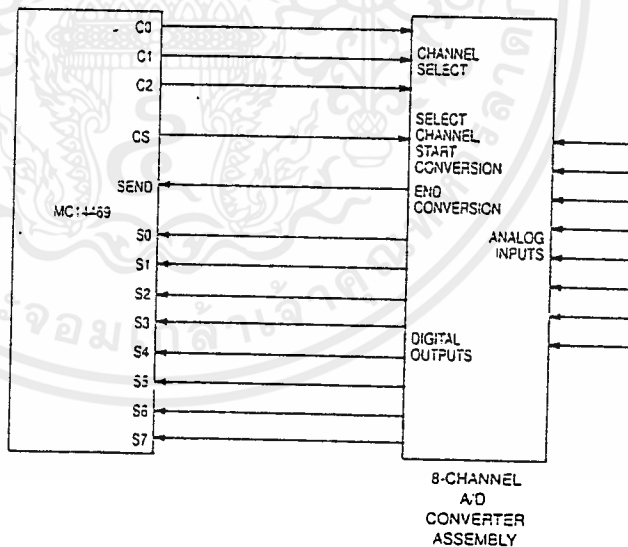 C0
C1
C2
CS
SEND
MC14469
S0
S1
S2
S3
S4
S5
S6
S7
CHANNEL
SELECT
SELECT
CHANNEL
START
CONVERSION
END
CONVERSION
ANALOG
INPUTS
DIGITAL
OUTPUTS
8-CHANNEL
A/D
CONVERTER
ASSEMBLY